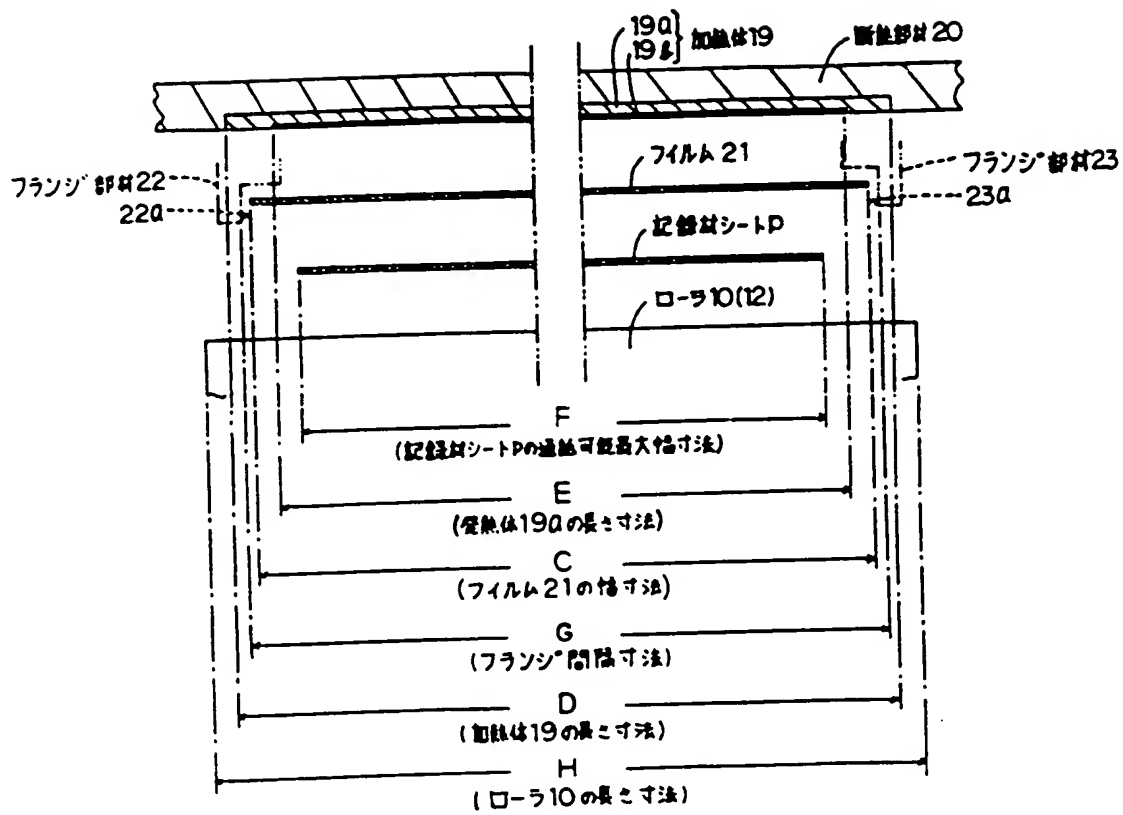 19a
19b
加熱体19
断熱部材20
フランジ部材22
22a
フイルム21
フランジ部材23
23a
記録材シートP
ローラ10(12)
F
(記録材シートPの通紙可能最大幅寸法)
E
(発熱体19aの長さ寸法)
C
(フイルム21の幅寸法)
G
(フランジ間隔寸法)
D
(加熱体19の長さ寸法)
H
(ローラ10の長さ寸法)